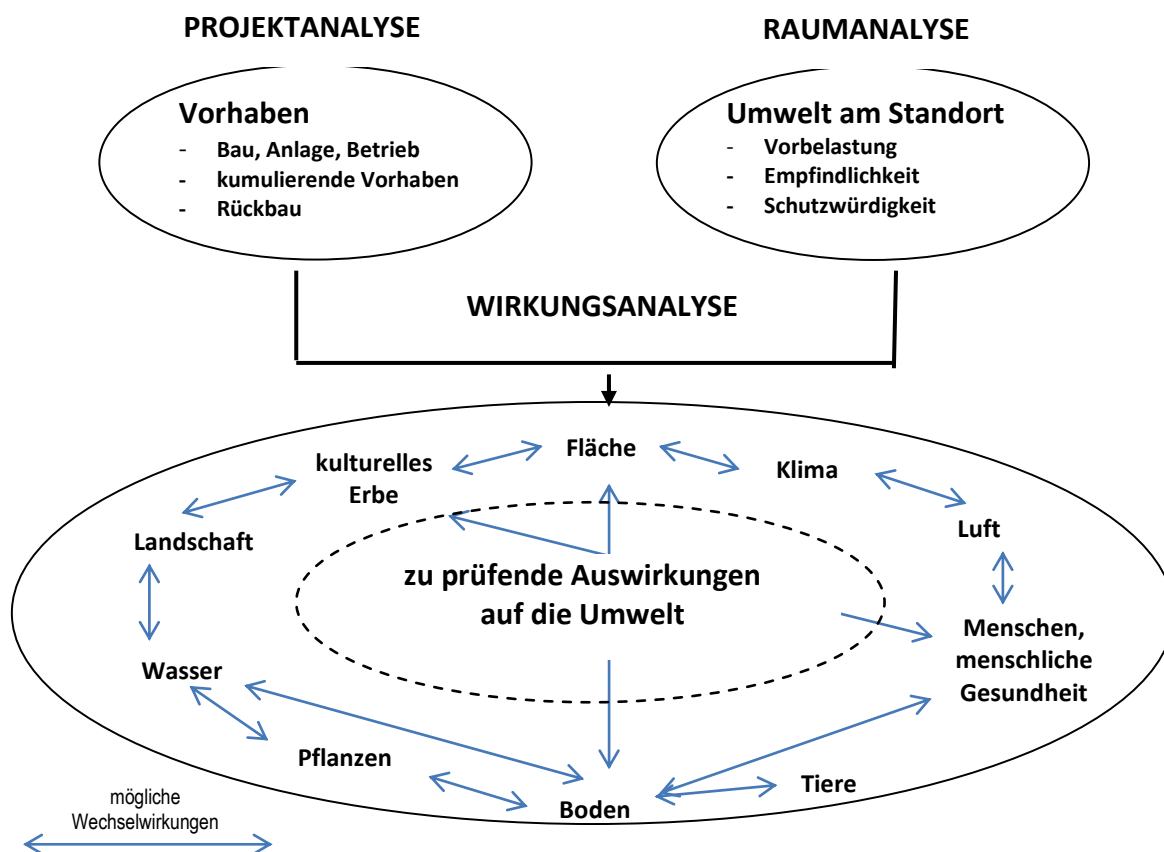 PROJEKTANALYSE
RAUMANALYSE
Vorhaben
- Bau, Anlage, Betrieb
- kumulierende Vorhaben
- Rückbau
Umwelt am Standort
- Vorbelastung
- Empfindlichkeit
- Schutzwürdigkeit
WIRKUNGSANALYSE
Fläche
kulturelles
Erbe
Klima
Landschaft
Luft
zu prüfende Auswirkungen
auf die Umwelt
Menschen,
menschliche
Gesundheit
Wasser
Pflanzen
Tiere
Boden
mögliche
Wechselwirkungen